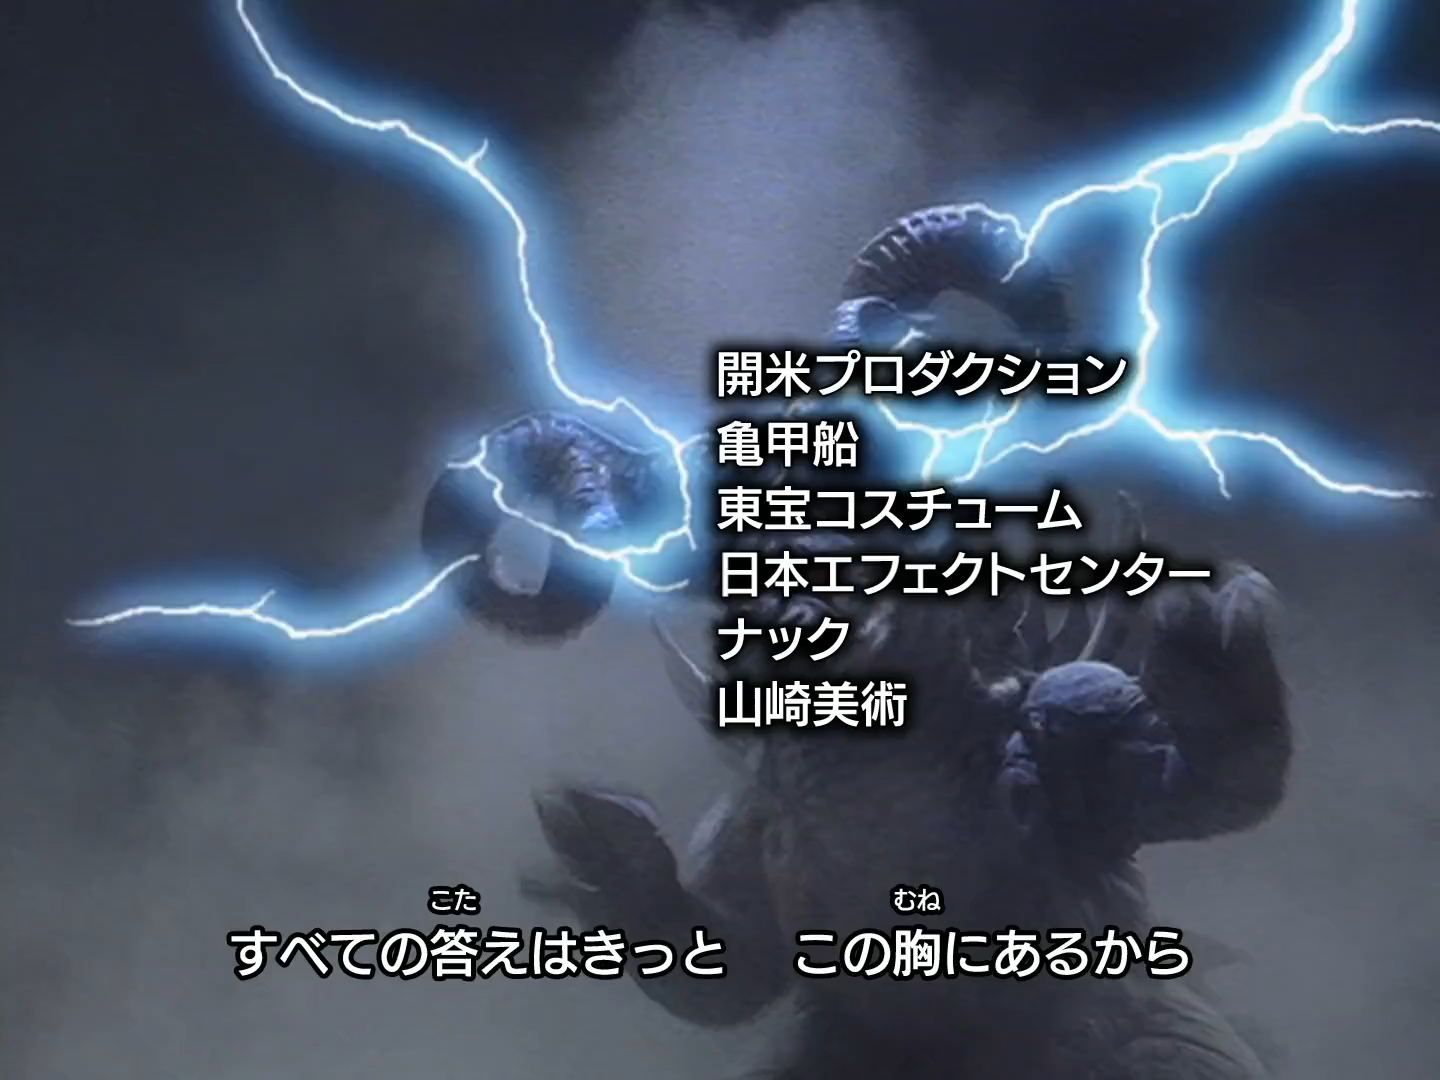 開米プロダクション
亀甲船
東宝コスチューム
日本エフェクトセンター
ナック
山崎美術
こた むね
すべての答えはきっと この胸にあるから